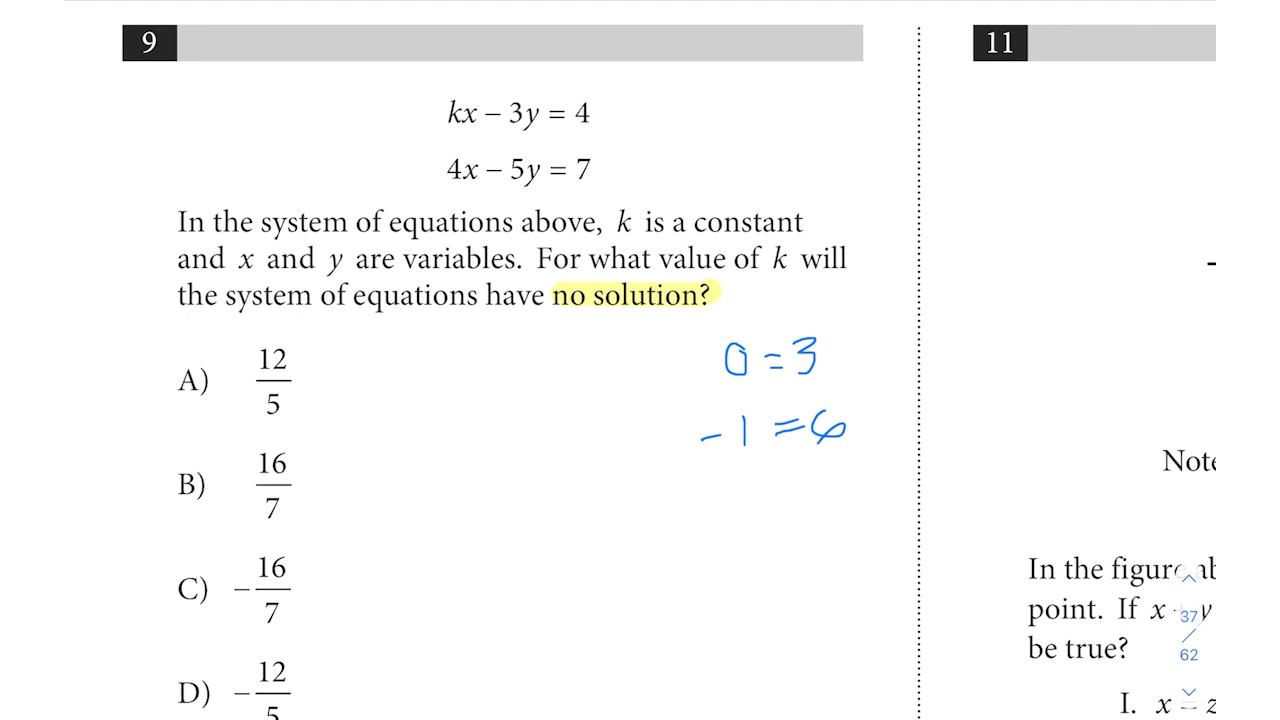 9
kx − 3y = 4
4x − 5y = 7
In the system of equations above, k is a constant
and x and y are variables. For what value of k will
the system of equations have no solution?
0 = 3
− 1 = 6
A) 12/5
B) 16/7
C) −16/7
D) −12/5
11
Note
In the figure ab
point. If x + y
be true?
I. x = z
37
/
62